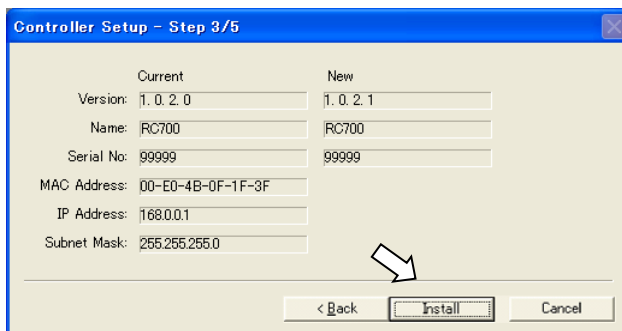 Controller Setup - Step 3/5
Current New
Version: 1. 0. 2. 0 1. 0. 2. 1
Name: RC700 RC700
Serial No: 99999 99999
MAC Address: 00-E0-4B-0F-1F-3F
IP Address: 168.0.0.1
Subnet Mask: 255.255.255.0
< Back Install Cancel